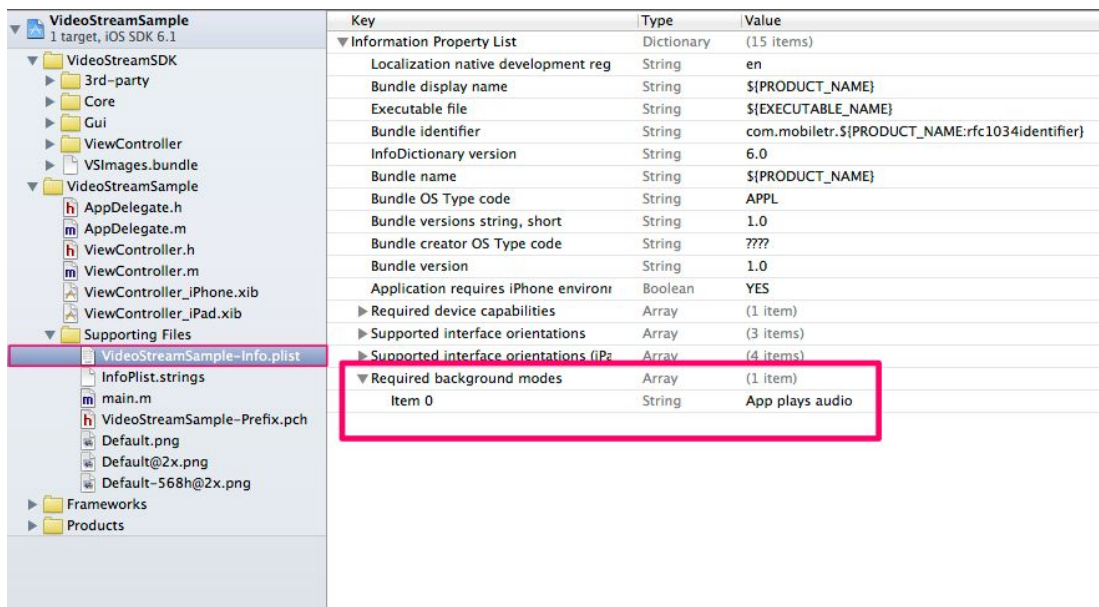 VideoStreamSample
1 target, iOS SDK 6.1
VideoStreamSDK
3rd-party
Core
Gui
ViewController
VSImages.bundle
VideoStreamSample
h AppDelegate.h
m AppDelegate.m
h ViewController.h
m ViewController.m
ViewController_iPhone.xib
ViewController_iPad.xib
Supporting Files
VideoStreamSample-Info.plist
InfoPlist.strings
m main.m
h VideoStreamSample-Prefix.pch
Default.png
Default@2x.png
Default-568h@2x.png
Frameworks
Products
Key Type Value
Information Property List Dictionary (15 items)
Localization native development reg String en
Bundle display name String ${PRODUCT_NAME}
Executable file String ${EXECUTABLE_NAME}
Bundle identifier String com.mobiletr.${PRODUCT_NAME:rfc1034identifier}
InfoDictionary version String 6.0
Bundle name String ${PRODUCT_NAME}
Bundle OS Type code String APPL
Bundle versions string, short String 1.0
Bundle creator OS Type code String ????
Bundle version String 1.0
Application requires iPhone environr Boolean YES
Required device capabilities Array (1 item)
Supported interface orientations Array (3 items)
Supported interface orientations (iPa Array (4 items)
Required background modes Array (1 item)
Item 0 String App plays audio